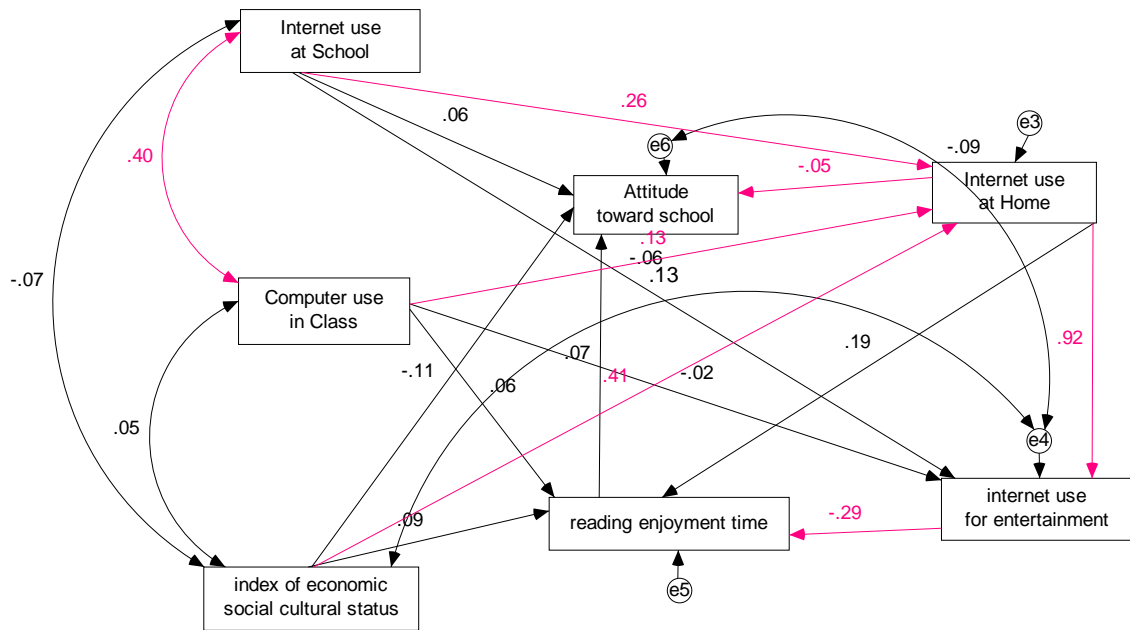 Internet use
at School
.26
.06
e3
e6
-.09
.40
-.05
Internet use
at Home
Attitude
toward school
.13
-.06
.13
-.07
Computer use
in Class
.19
.92
.07
-.02
-.11
.41
.06
.05
e4
internet use
for entertainment
.09
reading enjoyment time
-.29
index of economic
social cultural status
e5